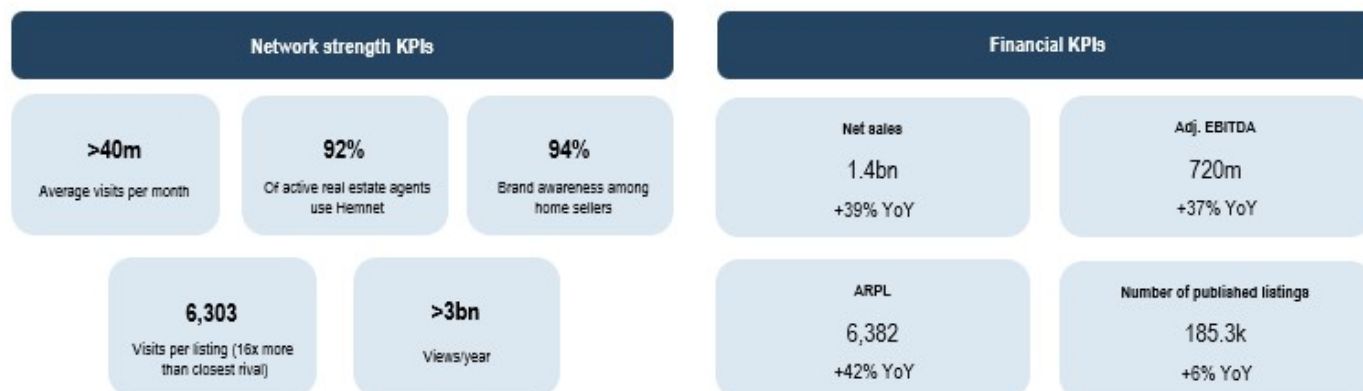 Network strength KPIs
>40m
Average visits per month
92%
Of active real estate agents
use Hemnet
94%
Brand awareness among
home sellers
6,303
Visits per listing (16x more
than closest rival)
>3bn
Views/year
Financial KPIs
Net sales
1.4bn
+39% YoY
Adj. EBITDA
720m
+37% YoY
ARPL
6,382
+42% YoY
Number of published listings
185.3k
+6% YoY